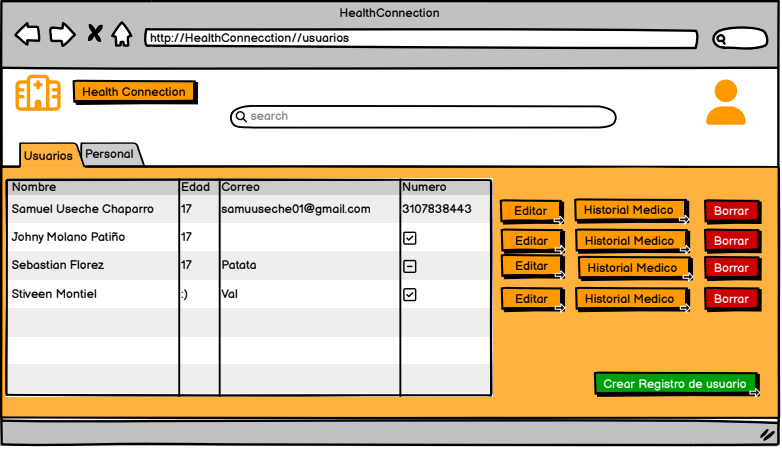 HealthConnection
http://HealthConnecction//usuarios
Health Connection
search
Usuarios Personal
Nombre Edad Correo Numero
Samuel Useche Chaparro 17 samuuseche01@gmail.com 3107838443 Editar Historial Medico Borrar
Johny Molano Patiño 17 Editar Historial Medico Borrar
Sebastian Florez 17 Patata Editar Historial Medico Borrar
Stiveen Montiel :) Val Editar Historial Medico Borrar
Crear Registro de usuario